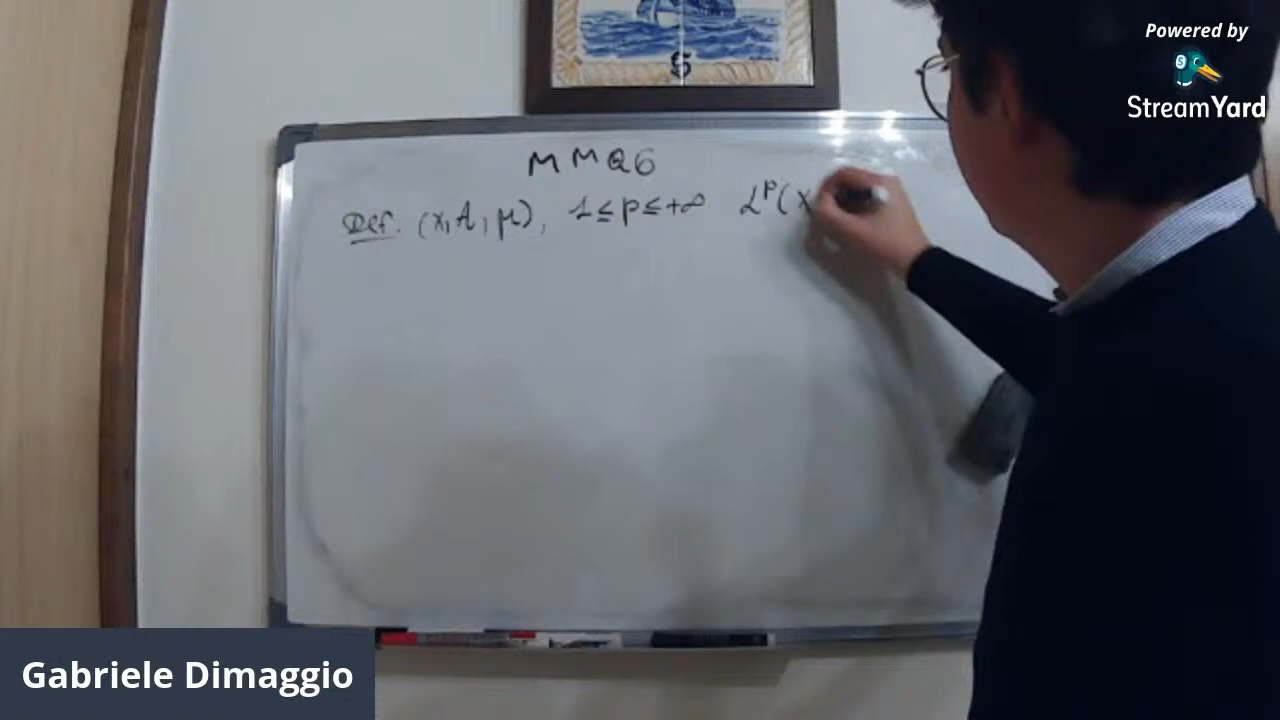 Powered by
StreamYard
MMQ6
Def. (X, A, μ), 1 ≤ p ≤ +∞ L^p(X
Gabriele Dimaggio